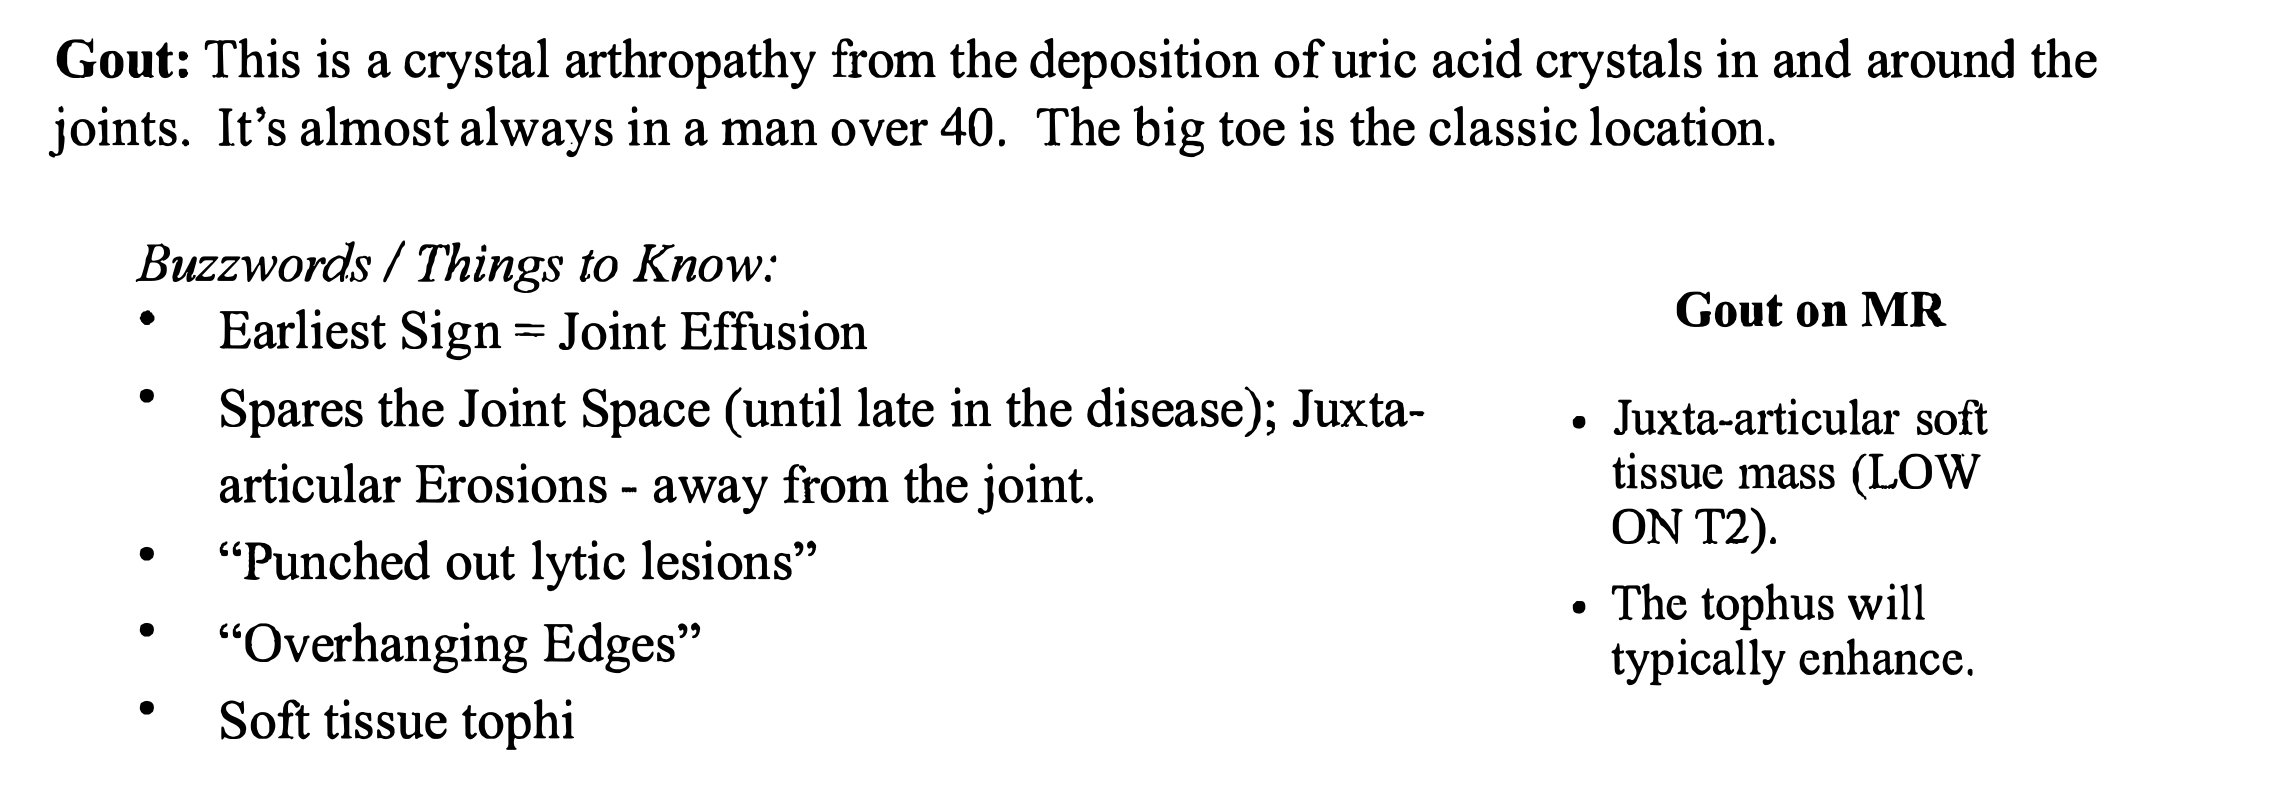 Gout: This is a crystal arthropathy from the deposition of uric acid crystals in and around the
joints. It’s almost always in a man over 40. The big toe is the classic location.
Buzzwords / Things to Know:
• Earliest Sign = Joint Effusion
• Spares the Joint Space (until late in the disease); Juxta-
articular Erosions - away from the joint.
• “Punched out lytic lesions”
• “Overhanging Edges”
• Soft tissue tophi
Gout on MR
• Juxta-articular soft
tissue mass (LOW
ON T2).
• The tophus will
typically enhance.